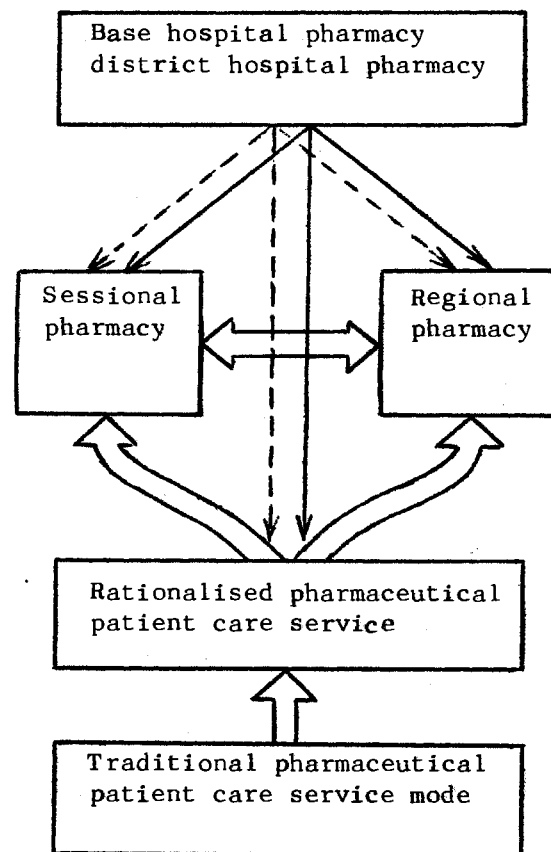 Base hospital pharmacy
district hospital pharmacy
Sessional
pharmacy
Regional
pharmacy
Rationalised pharmaceutical
patient care service
Traditional pharmaceutical
patient care service mode